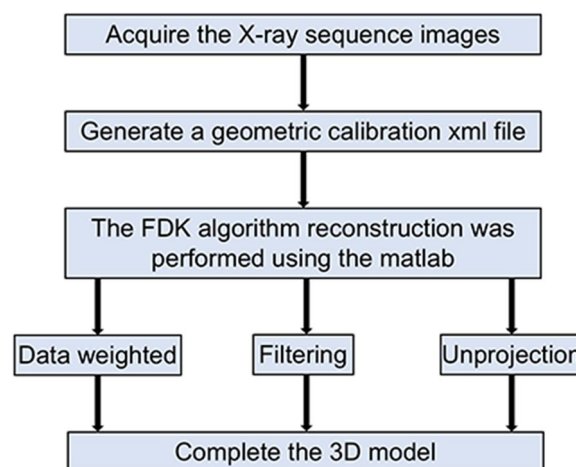 Acquire the X-ray sequence images
Generate a geometric calibration xml file
The FDK algorithm reconstruction was
performed using the matlab
Data weighted
Filtering
Unprojection
Complete the 3D model